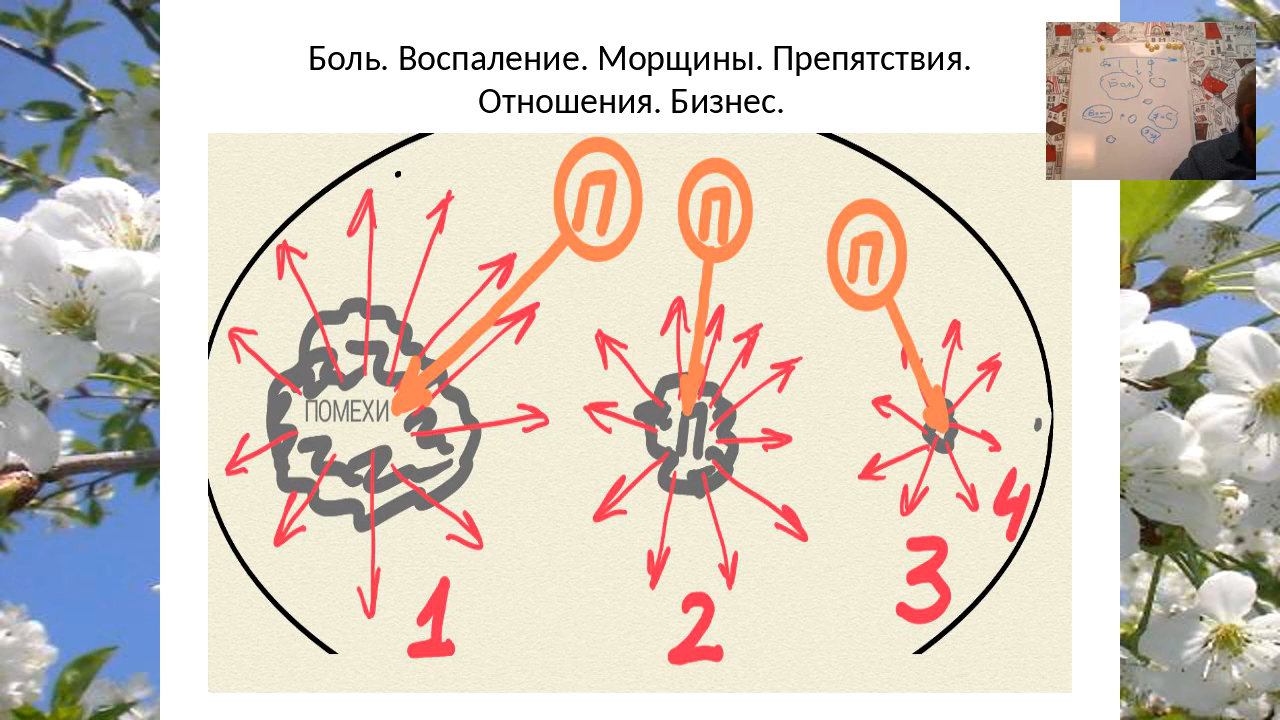 Боль. Воспаление. Морщины. Препятствия.
Отношения. Бизнес.
П
П
П
ПОМЕХИ
П
1
2
3
4